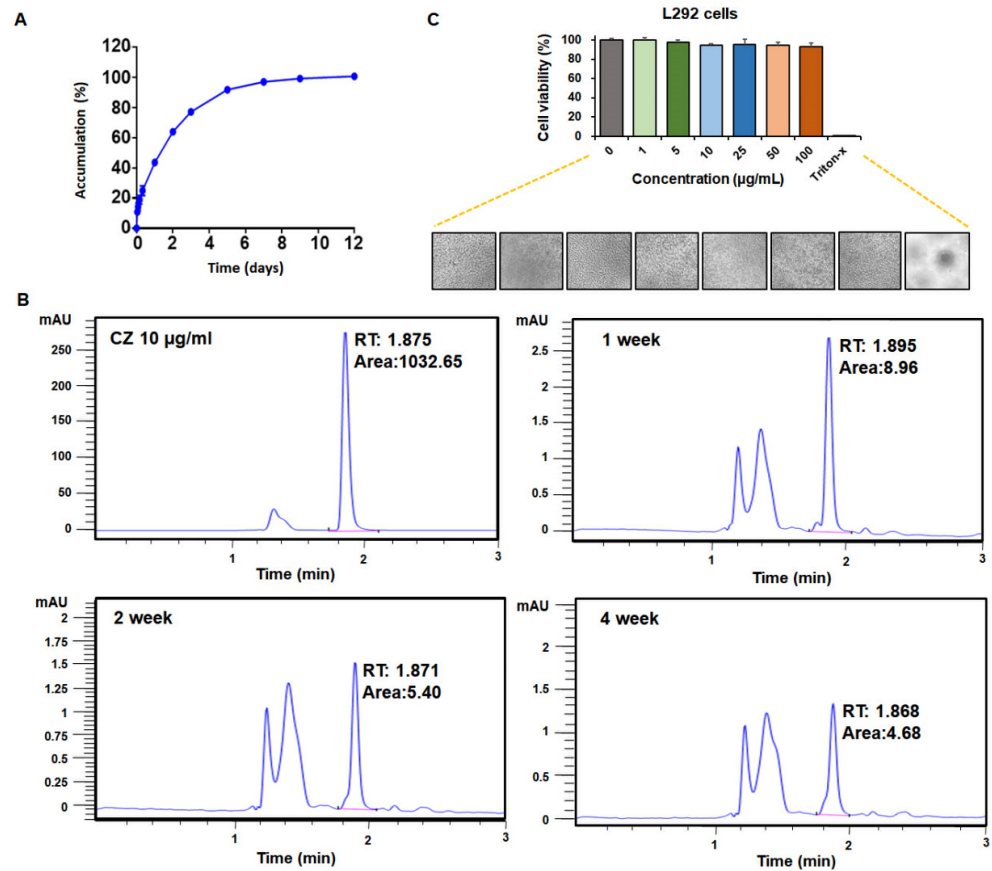 A
120
100
80
60
40
20
0
Accumulation (%)
0 2 4 6 8 10 12
Time (days)
C
L292 cells
100
80
60
40
20
0
Cell viability (%)
0 1 5 10 25 50 100 Triton-x
Concentration (µg/mL)
B
mAU
CZ 10 µg/ml
RT: 1.875
Area:1032.65
250
200
150
100
50
0
1 2 3
Time (min)
mAU
1 week
RT: 1.895
Area:8.96
2.5
2
1.5
1
0.5
0
1 2 3
Time (min)
mAU
2 week
RT: 1.871
Area:5.40
2
1.75
1.5
1.25
1
0.75
0.5
0.25
0
1 2 3
Time (min)
mAU
4 week
RT: 1.868
Area:4.68
2.5
2
1.5
1
0.5
0
1 2 3
Time (min)